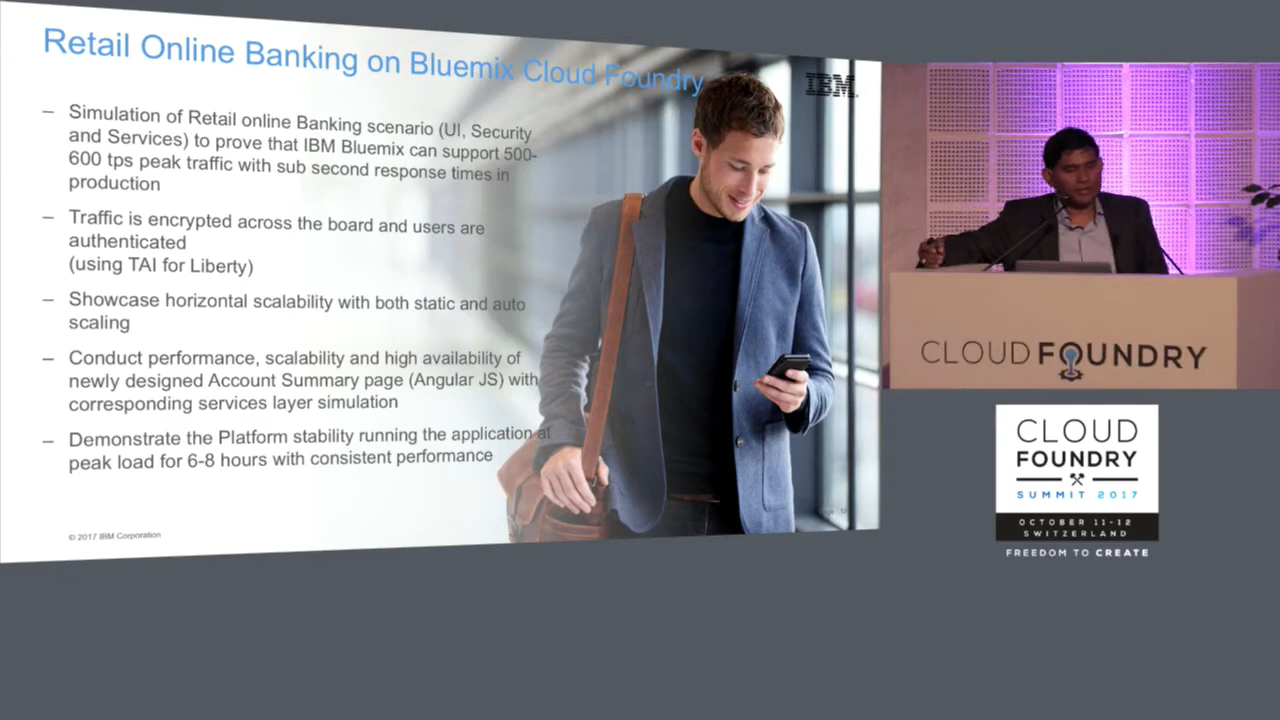 Retail Online Banking on Bluemix Cloud Foundry
IBM
– Simulation of Retail online Banking scenario (UI, Security
and Services) to prove that IBM Bluemix can support 500-
600 tps peak traffic with sub second response times in
production
– Traffic is encrypted across the board and users are
authenticated
(using TAI for Liberty)
– Showcase horizontal scalability with both static and auto
scaling
– Conduct performance, scalability and high availability of
newly designed Account Summary page (Angular JS) with
corresponding services layer simulation
– Demonstrate the Platform stability running the application at
peak load for 6-8 hours with consistent performance
© 2017 IBM Corporation
CLOUD FOUNDRY
CLOUD
FOUNDRY
SUMMIT 2017
OCTOBER 11-12
SWITZERLAND
FREEDOM TO CREATE